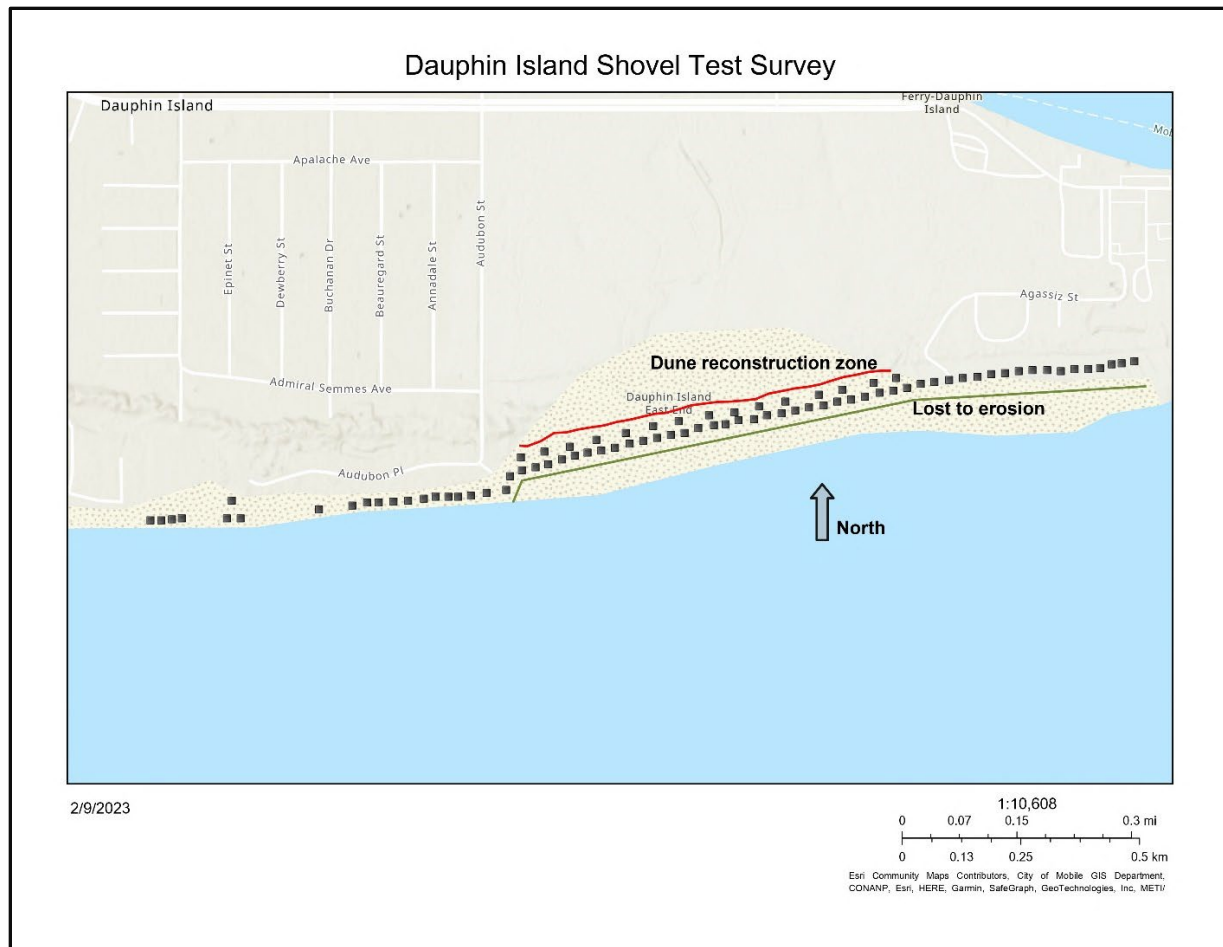 Dauphin Island Shovel Test Survey
Dauphin Island
Ferry-Dauphin
Island
Mob
Apalache Ave
Epinet St
Dewberry St
Buchanan Dr
Beauregard St
Annadale St
Audubon St
Agassiz St
Dune reconstruction zone
Admiral Semmes Ave
Dauphin Island
East End
Lost to erosion
Audubon Pl
North
2/9/2023
1:10,608
0 0.07 0.15 0.3 mi
0 0.13 0.25 0.5 km
Esri Community Maps Contributors, City of Mobile GIS Department,
CONANP, Esri, HERE, Garmin, SafeGraph, GeoTechnologies, Inc, METI/